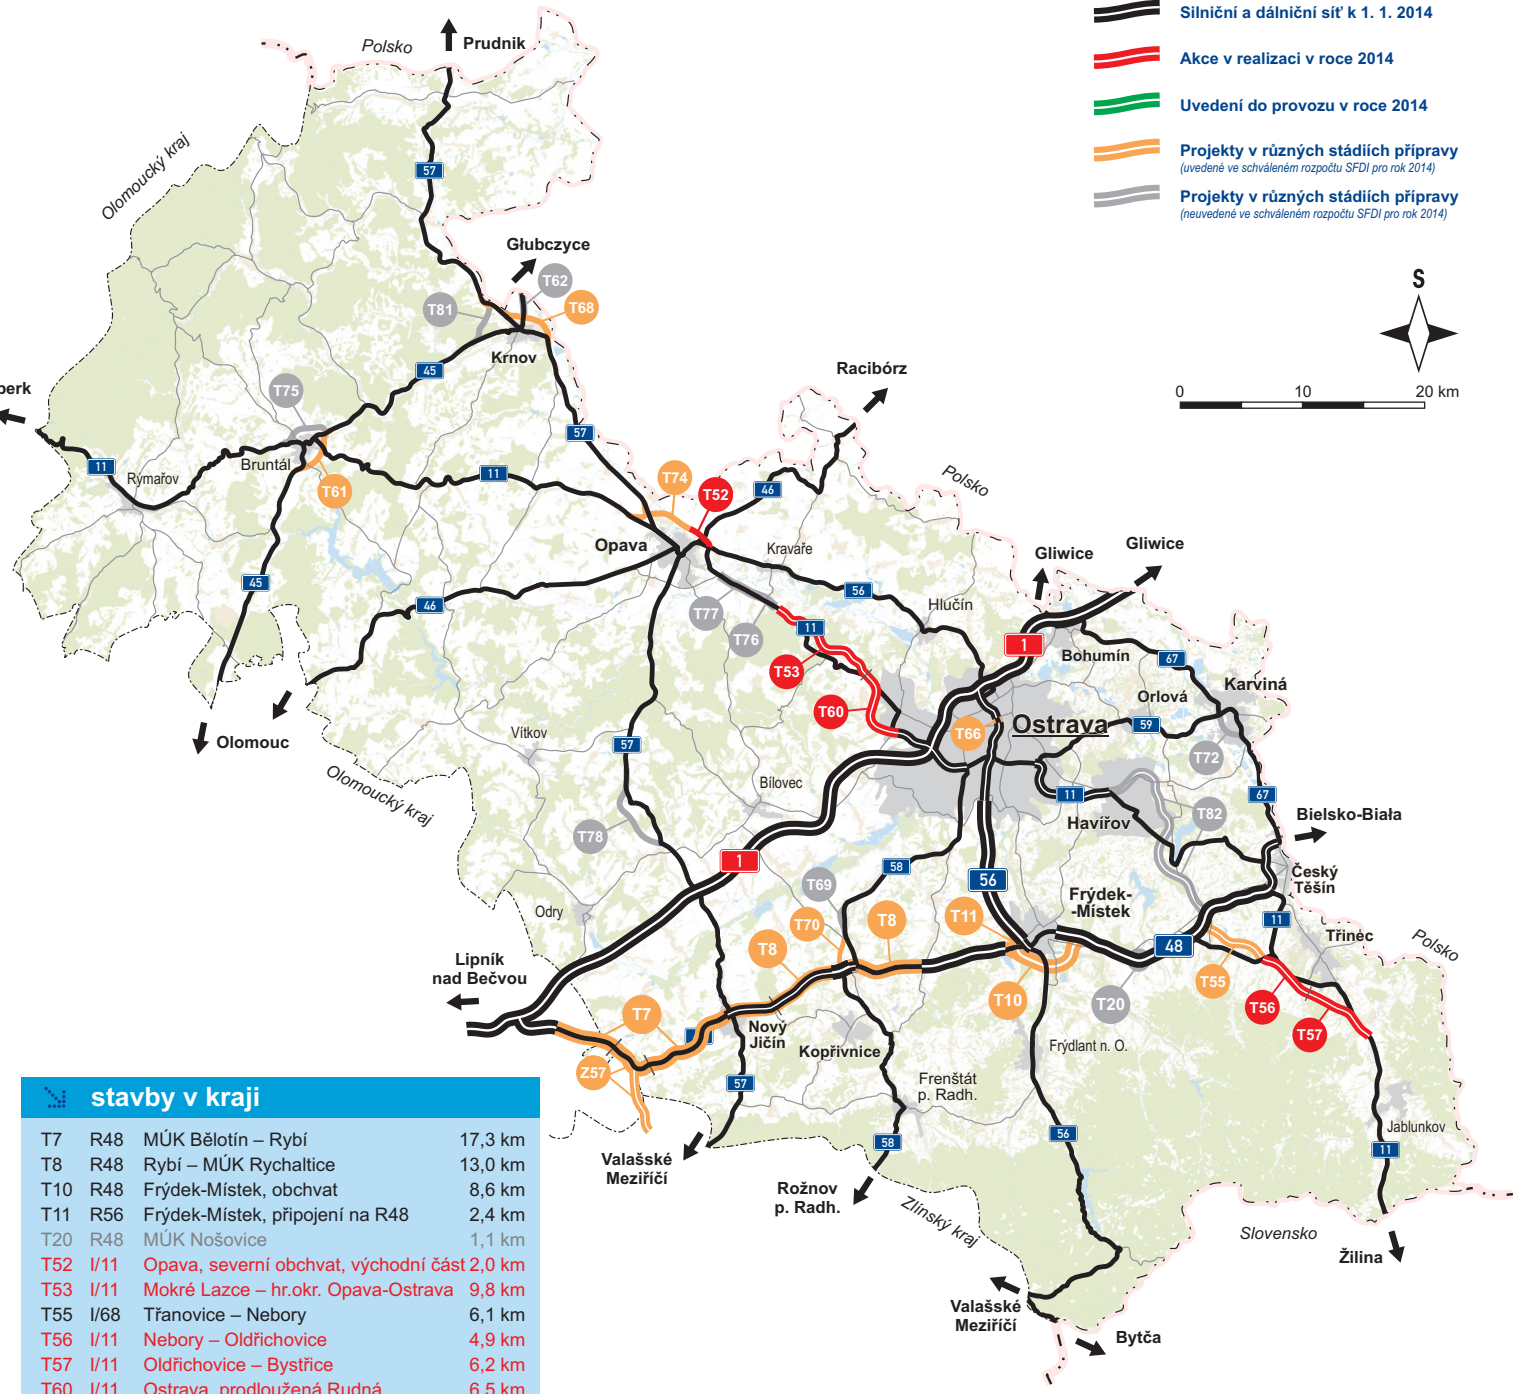 Silniční a dálniční síť k 1. 1. 2014
Akce v realizaci v roce 2014
Uvedení do provozu v roce 2014
Projekty v různých stádiích přípravy
(uvedené ve schváleném rozpočtu SFDI pro rok 2014)
Projekty v různých stádiích přípravy
(neuvedené ve schváleném rozpočtu SFDI pro rok 2014)
S
0 10 20 km
Polsko
Prudnik
Olomoucký kraj
57
Głubczyce
T62
T81
T68
Krnov
45
Racibórz
perk
T75
57
11
Rýmařov
Bruntál
11
T61
T74
T52
46
Polsko
Opava
Kravaře
Gliwice
Gliwice
45
46
56
Hlučín
T77
T76
11
1
Bohumín
67
T53
Orlová
Karviná
T60
T66
Ostrava
59
Olomouc
Vítkov
57
T72
Olomoucký kraj
Bílovec
11
67
Havířov
T82
Bielsko-Biała
T78
1
58
56
Český
Těšín
T69
Frýdek-
-Místek
Odry
T70
T8
T11
11
Třinec
Polsko
T8
48
Lipník
nad Bečvou
T55
T10
T20
T56
T7
T57
Nový
Jičín
Kopřivnice
Frýdlant n. O.
Z57
57
Frenštát
p. Radh.
56
Jablunkov
58
11
Valašské
Meziříčí
Rožnov
p. Radh.
Zlínský kraj
Slovensko
Žilina
Valašské
Meziříčí
Bytča
stavby v kraji
T7 R48 MÚK Bělotín – Rybí 17,3 km
T8 R48 Rybí – MÚK Rychaltice 13,0 km
T10 R48 Frýdek-Místek, obchvat 8,6 km
T11 R56 Frýdek-Místek, připojení na R48 2,4 km
T20 R48 MÚK Nošovice 1,1 km
T52 I/11 Opava, severní obchvat, východní část 2,0 km
T53 I/11 Mokré Lazce – hr.okr. Opava-Ostrava 9,8 km
T55 I/68 Třanovice – Nebory 6,1 km
T56 I/11 Nebory – Oldřichovice 4,9 km
T57 I/11 Oldřichovice – Bystřice 6,2 km
T60 I/11 Ostrava, prodloužená Rudná 6,5 km